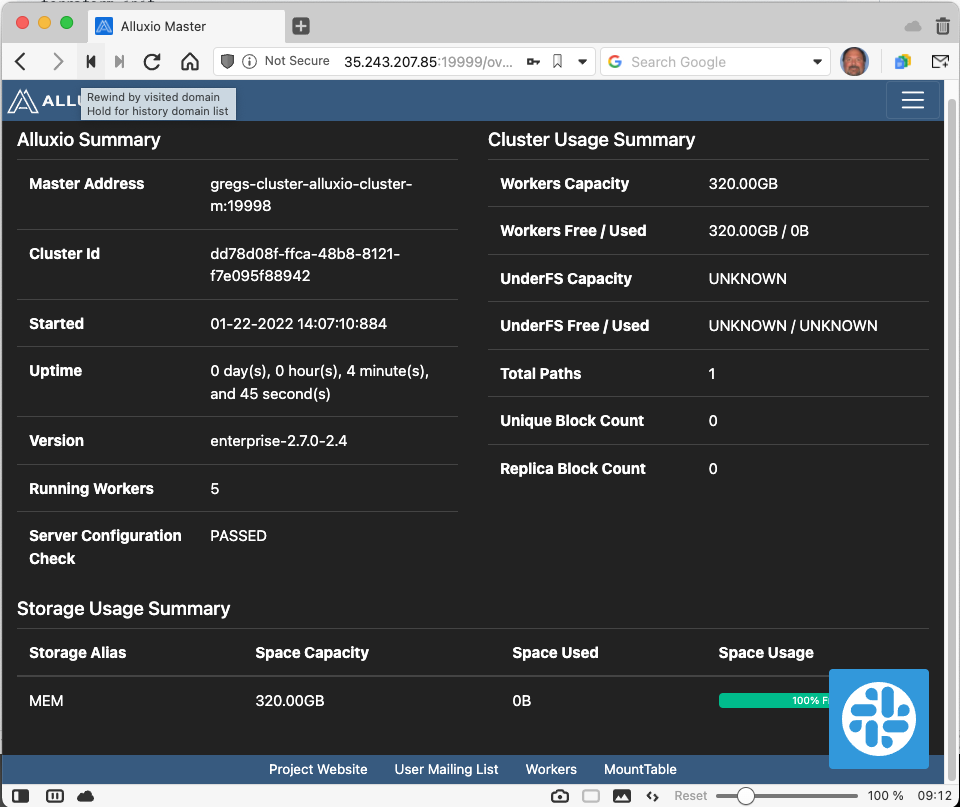 Alluxio Master
Not Secure 35.243.207.85:19999/ov... Search Google
ALLU
Rewind by visited domain
Hold for history domain list
Alluxio Summary
Master Address gregs-cluster-alluxio-cluster-
m:19998
Cluster Id dd78d08f-ffca-48b8-8121-
f7e095f88942
Started 01-22-2022 14:07:10:884
Uptime 0 day(s), 0 hour(s), 4 minute(s),
and 45 second(s)
Version enterprise-2.7.0-2.4
Running Workers 5
Server Configuration PASSED
Check
Cluster Usage Summary
Workers Capacity 320.00GB
Workers Free / Used 320.00GB / 0B
UnderFS Capacity UNKNOWN
UnderFS Free / Used UNKNOWN / UNKNOWN
Total Paths 1
Unique Block Count 0
Replica Block Count 0
Storage Usage Summary
Storage Alias Space Capacity Space Used Space Usage
MEM 320.00GB 0B 100% F
Project Website User Mailing List Workers MountTable
Reset 100 % 09:12